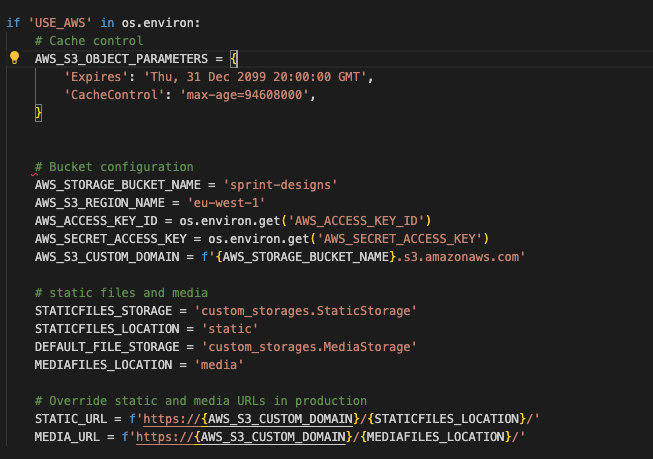 if 'USE_AWS' in os.environ:
    # Cache control
    AWS_S3_OBJECT_PARAMETERS = {
        'Expires': 'Thu, 31 Dec 2099 20:00:00 GMT',
        'CacheControl': 'max-age=94608000',
    }
    # Bucket configuration
    AWS_STORAGE_BUCKET_NAME = 'sprint-designs'
    AWS_S3_REGION_NAME = 'eu-west-1'
    AWS_ACCESS_KEY_ID = os.environ.get('AWS_ACCESS_KEY_ID')
    AWS_SECRET_ACCESS_KEY = os.environ.get('AWS_SECRET_ACCESS_KEY')
    AWS_S3_CUSTOM_DOMAIN = f'{AWS_STORAGE_BUCKET_NAME}.s3.amazonaws.com'
    # static files and media
    STATICFILES_STORAGE = 'custom_storages.StaticStorage'
    STATICFILES_LOCATION = 'static'
    DEFAULT_FILE_STORAGE = 'custom_storages.MediaStorage'
    MEDIAFILES_LOCATION = 'media'
    # Override static and media URLs in production
    STATIC_URL = f'https://{AWS_S3_CUSTOM_DOMAIN}/{STATICFILES_LOCATION}/'
    MEDIA_URL = f'https://{AWS_S3_CUSTOM_DOMAIN}/{MEDIAFILES_LOCATION}/'